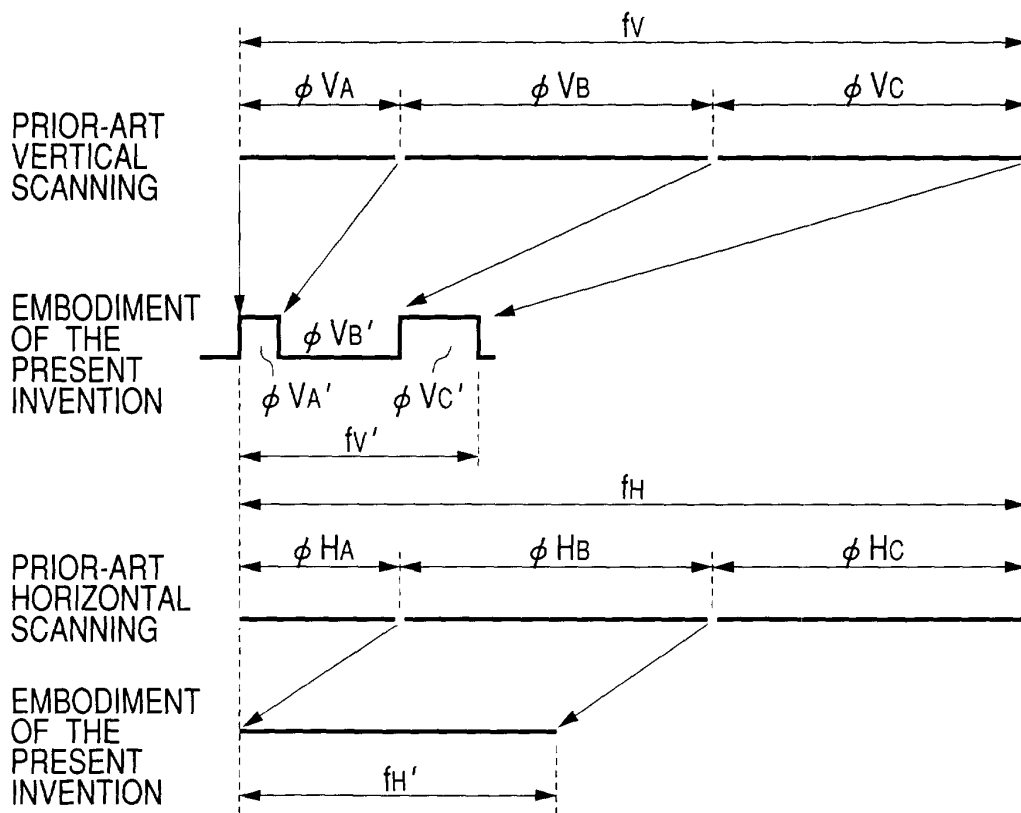 fV
φ VA φ VB φ VC
PRIOR-ART
VERTICAL
SCANNING
EMBODIMENT
OF THE
PRESENT
INVENTION
φ VB′
φ VA′ φ VC′
fV′
fH
φ HA φ HB φ HC
PRIOR-ART
HORIZONTAL
SCANNING
EMBODIMENT
OF THE
PRESENT
INVENTION
fH′